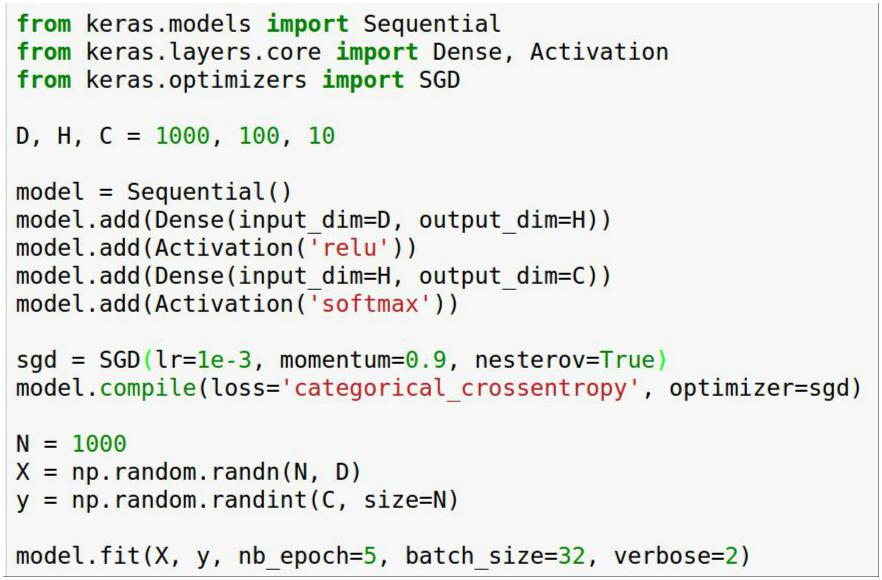 from keras.models import Sequential
from keras.layers.core import Dense, Activation
from keras.optimizers import SGD
D, H, C = 1000, 100, 10
model = Sequential()
model.add(Dense(input_dim=D, output_dim=H))
model.add(Activation('relu'))
model.add(Dense(input_dim=H, output_dim=C))
model.add(Activation('softmax'))
sgd = SGD(lr=1e-3, momentum=0.9, nesterov=True)
model.compile(loss='categorical_crossentropy', optimizer=sgd)
N = 1000
X = np.random.randn(N, D)
y = np.random.randint(C, size=N)
model.fit(X, y, nb_epoch=5, batch_size=32, verbose=2)